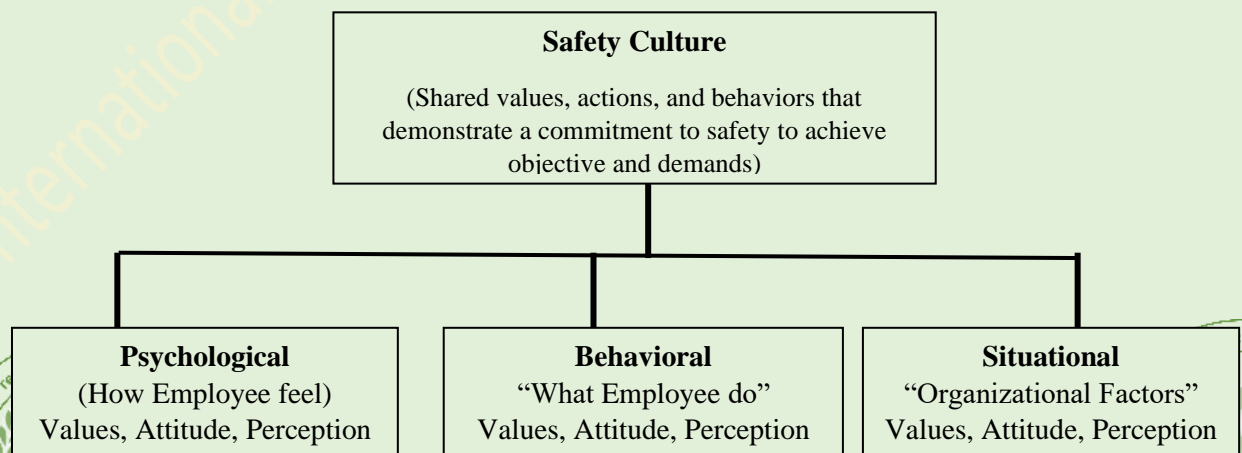 Safety Culture
(Shared values, actions, and behaviors that
demonstrate a commitment to safety to achieve
objective and demands)
Psychological
(How Employee feel)
Values, Attitude, Perception
Behavioral
“What Employee do”
Values, Attitude, Perception
Situational
“Organizational Factors”
Values, Attitude, Perception